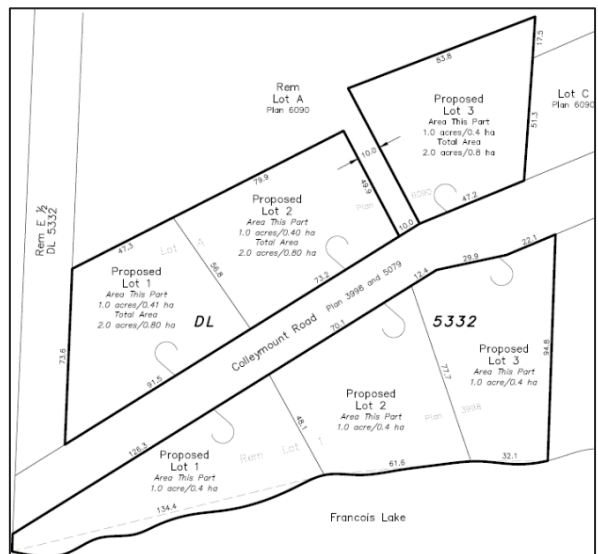 17.5
83.8
Rem
Lot A
Plan 6090
Lot C
Plan 6090
Proposed
Lot 3
Area This Part
1.0 acres/0.4 ha
Total Area
2.0 acres/0.8 ha
51.3
10.0
79.9
49.9
Plan 6090
47.2
10.0
Proposed
Lot 2
Area This Part
1.0 acres/0.40 ha
Total Area
2.0 acres/0.80 ha
Rem E ½
DL 5332
47.3
Lot A
56.8
73.2
22.1
29.9
12.4
Proposed
Lot 1
Area This Part
1.0 acres/0.41 ha
Total Area
2.0 acres/0.80 ha
73.6
DL
Colleymount Road Plan 3998 and 5079
5332
70.1
91.5
94.8
77.7
Proposed
Lot 3
Area This Part
1.0 acre/0.4 ha
Proposed
Lot 2
Area This Part
1.0 acre/0.4 ha
Plan 3998
48.1
126.3
Proposed
Lot 1
Area This Part
1.0 acre/0.4 ha
Rem Lot 1
61.6
32.1
134.4
Francois Lake